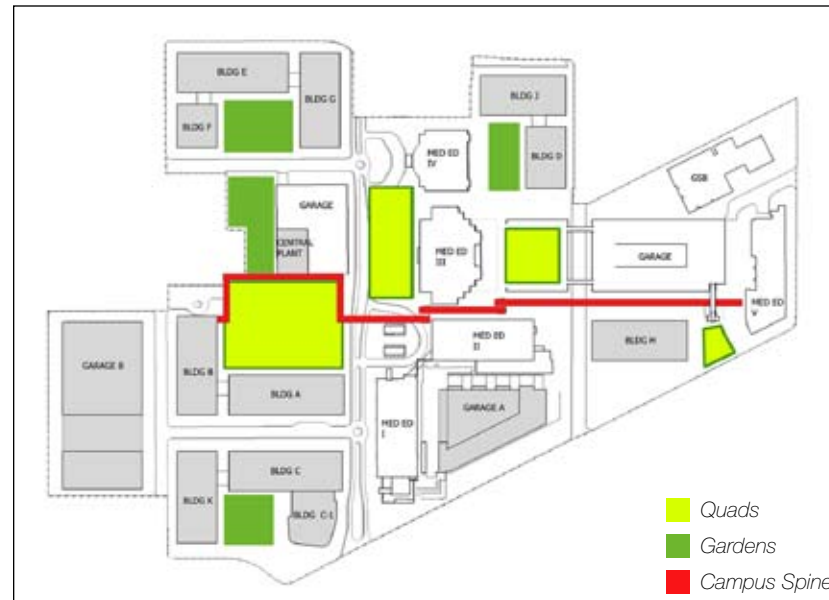 BLDG E
BLDG G
BLDG F
BLDG J
BLDG D
MED ED
IV
GSB
GARAGE
CENTRAL
PLANT
MED ED
III
GARAGE
MED ED
V
MED ED
II
BLDG H
GARAGE B
BLDG B
BLDG A
MED ED
I
GARAGE A
BLDG C
BLDG K
BLDG C-1
Quads
Gardens
Campus Spine